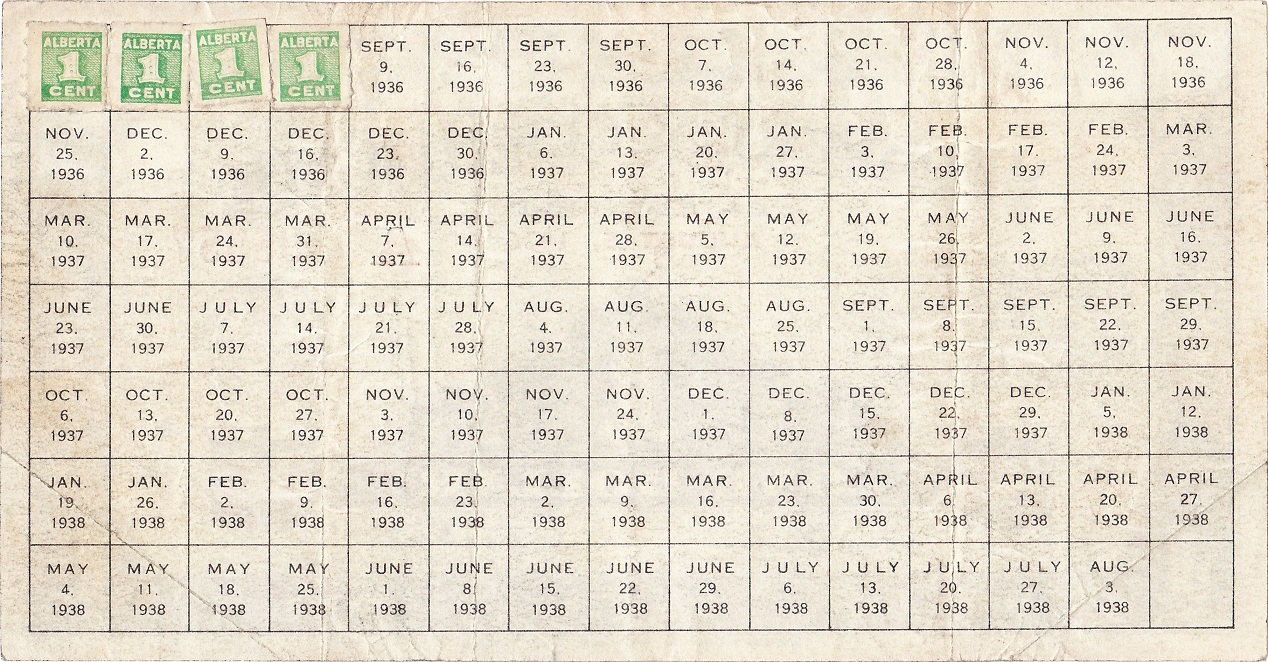 ALBERTA ALBERTA ALBERTA ALBERTA SEPT. SEPT. SEPT. SEPT. OCT. OCT. OCT. OCT. NOV. NOV. NOV.
1 1 1 1 9, 16, 23, 30, 7, 14, 21, 28, 4, 12, 18,
CENT CENT CENT CENT 1936 1936 1936 1936 1936 1936 1936 1936 1936 1936 1936
NOV. DEC. DEC. DEC. DEC. DEC. JAN. JAN. JAN. JAN. FEB. FEB. FEB. FEB. MAR.
25, 2, 9, 16, 23, 30, 6, 13, 20, 27, 3, 10, 17, 24, 3,
1936 1936 1936 1936 1936 1936 1937 1937 1937 1937 1937 1937 1937 1937 1937
MAR. MAR. MAR. MAR. APRIL APRIL APRIL APRIL MAY MAY MAY MAY JUNE JUNE JUNE
10, 17, 24, 31, 7, 14, 21, 28, 5, 12, 19, 26, 2, 9, 16,
1937 1937 1937 1937 1937 1937 1937 1937 1937 1937 1937 1937 1937 1937 1937
JUNE JUNE JULY JULY JULY JULY AUG. AUG. AUG. AUG. SEPT. SEPT. SEPT. SEPT. SEPT.
23, 30, 7, 14, 21, 28, 4, 11, 18, 25, 1, 8, 15, 22, 29,
1937 1937 1937 1937 1937 1937 1937 1937 1937 1937 1937 1937 1937 1937 1937
OCT. OCT. OCT. OCT. NOV. NOV. NOV. NOV. DEC. DEC. DEC. DEC. DEC. JAN. JAN.
6, 13, 20, 27, 3, 10, 17, 24, 1, 8, 15, 22, 29, 5, 12,
1937 1937 1937 1937 1937 1937 1937 1937 1937 1937 1937 1937 1937 1938 1938
JAN. JAN. FEB. FEB. FEB. FEB. MAR. MAR. MAR. MAR. MAR. APRIL APRIL APRIL APRIL
19, 26, 2, 9, 16, 23, 2, 9, 16, 23, 30, 6, 13, 20, 27,
1938 1938 1938 1938 1938 1938 1938 1938 1938 1938 1938 1938 1938 1938 1938
MAY MAY MAY MAY JUNE JUNE JUNE JUNE JUNE JULY JULY JULY JULY AUG.
4, 11, 18, 25, 1, 8, 15, 22, 29, 6, 13, 20, 27, 3,
1938 1938 1938 1938 1938 1938 1938 1938 1938 1938 1938 1938 1938 1938